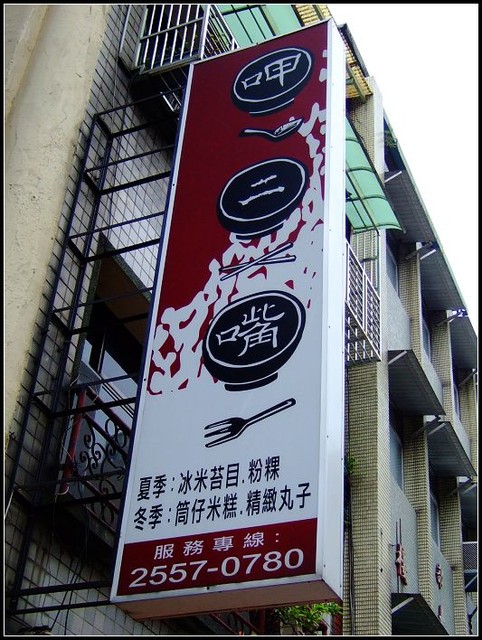 呷
二
嘴
夏季：冰米苔目.粉粿
冬季：筒仔米糕.精緻丸子
服務專線：
2557-0780